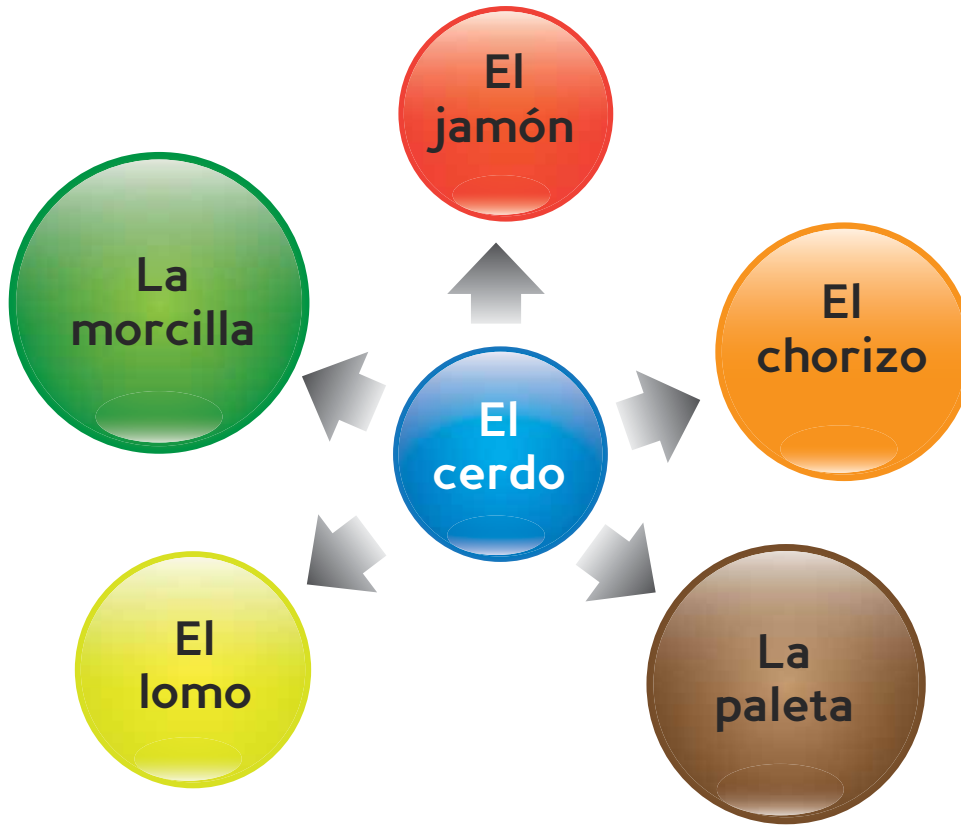 El
jamón
La
morcilla
El
chorizo
El
cerdo
El
lomo
La
paleta